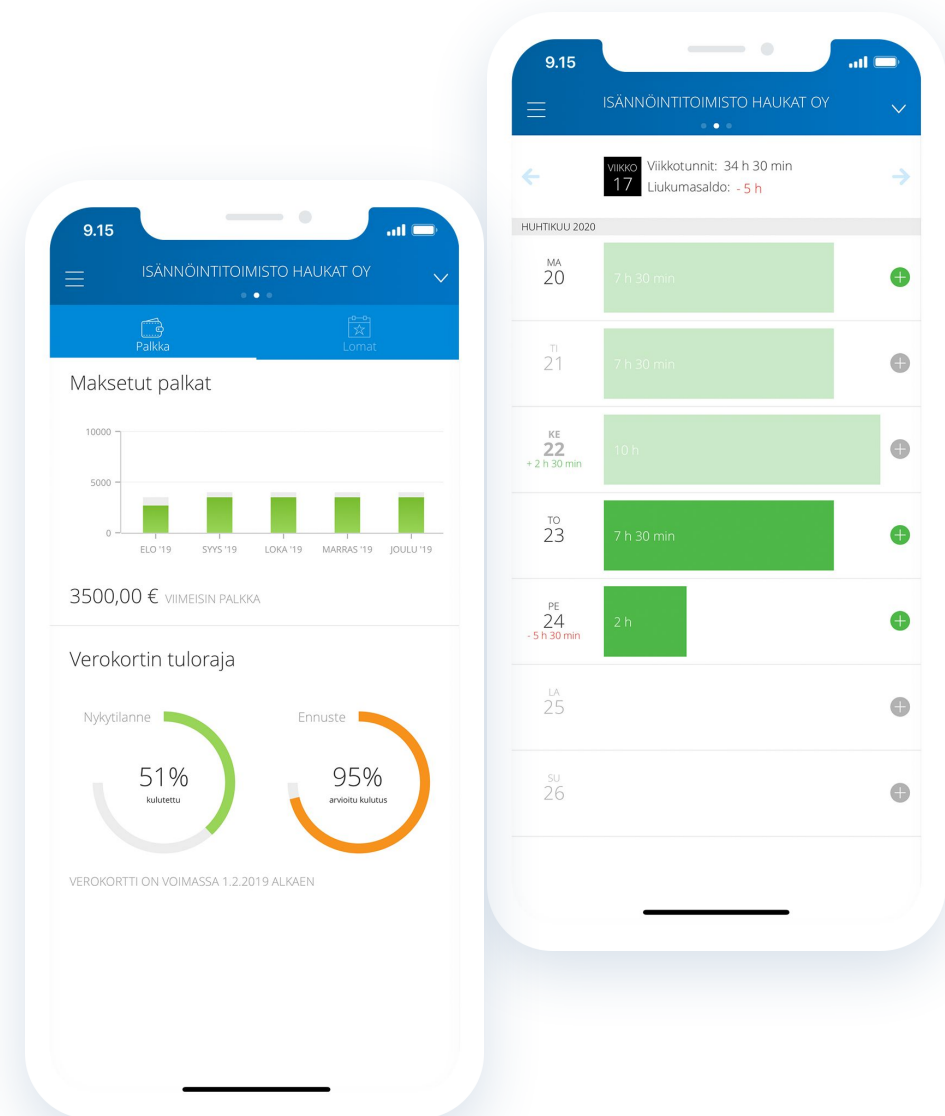 9.15
ISÄNNÖINTITOIMISTO HAUKAT OY
Palkka
Lomat
Maksetut palkat
10000
5000
0
ELO '19
SYYS '19
LOKA '19
MARRAS '19
JOULU '19
3500,00 € VIIMEISIN PALKKA
Verokortin tuloraja
Nykytilanne
51%
kulutettu
Ennuste
95%
arvioitu kulutus
VEROKORTTI ON VOIMASSA 1.2.2019 ALKAEN
9.15
ISÄNNÖINTITOIMISTO HAUKAT OY
VIIKKO
17
Viikkotunnit: 34 h 30 min
Liukumasaldo: - 5 h
HUHTIKUU 2020
MA
20
7 h 30 min
TI
21
7 h 30 min
KE
22
+ 2 h 30 min
10 h
TO
23
7 h 30 min
PE
24
- 5 h 30 min
2 h
LA
25
SU
26